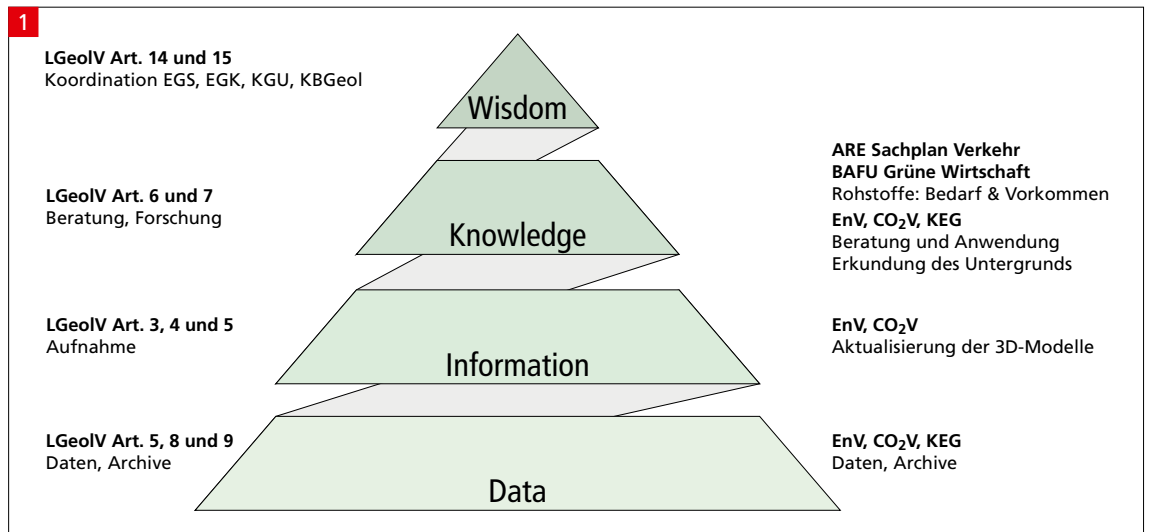 1
LGeolV Art. 14 und 15
Koordination EGS, EGK, KGU, KBGeol
Wisdom
ARE Sachplan Verkehr
BAFU Grüne Wirtschaft
Rohstoffe: Bedarf & Vorkommen
EnV, CO₂V, KEG
Beratung und Anwendung
Erkundung des Untergrunds
LGeolV Art. 6 und 7
Beratung, Forschung
Knowledge
LGeolV Art. 3, 4 und 5
Aufnahme
Information
EnV, CO₂V
Aktualisierung der 3D-Modelle
LGeolV Art. 5, 8 und 9
Daten, Archive
Data
EnV, CO₂V, KEG
Daten, Archive